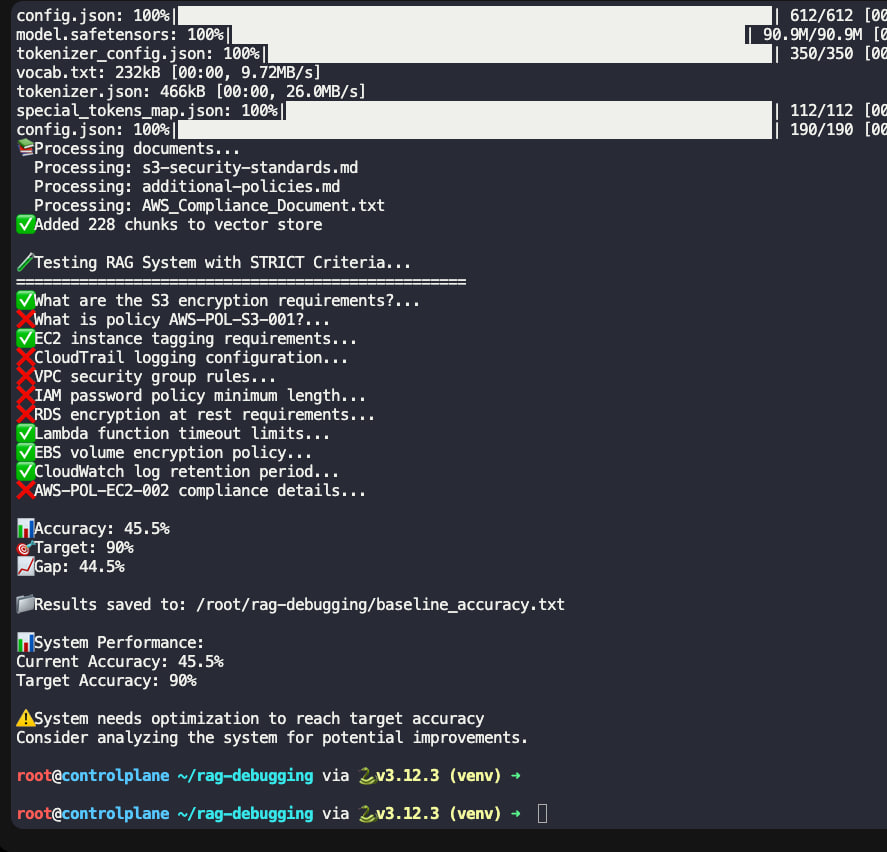 config.json: 100%| | 612/612 [00
model.safetensors: 100%| | 90.9M/90.9M [0
tokenizer_config.json: 100%| | 350/350 [00
vocab.txt: 232kB [00:00, 9.72MB/s]
tokenizer.json: 466kB [00:00, 26.0MB/s]
special_tokens_map.json: 100%| | 112/112 [00
config.json: 100%| | 190/190 [00
📚Processing documents...
  Processing: s3-security-standards.md
  Processing: additional-policies.md
  Processing: AWS_Compliance_Document.txt
✅Added 228 chunks to vector store
🧪Testing RAG System with STRICT Criteria...
==================================================
✅What are the S3 encryption requirements?...
❌What is policy AWS-POL-S3-001?...
✅EC2 instance tagging requirements...
❌CloudTrail logging configuration...
❌VPC security group rules...
❌IAM password policy minimum length...
❌RDS encryption at rest requirements...
✅Lambda function timeout limits...
✅EBS volume encryption policy...
✅CloudWatch log retention period...
❌AWS-POL-EC2-002 compliance details...
📊Accuracy: 45.5%
🎯Target: 90%
📈Gap: 44.5%
📁Results saved to: /root/rag-debugging/baseline_accuracy.txt
📊System Performance:
Current Accuracy: 45.5%
Target Accuracy: 90%
⚠️System needs optimization to reach target accuracy
Consider analyzing the system for potential improvements.
root@controlplane ~/rag-debugging via 🐍v3.12.3 (venv) ➜
root@controlplane ~/rag-debugging via 🐍v3.12.3 (venv) ➜